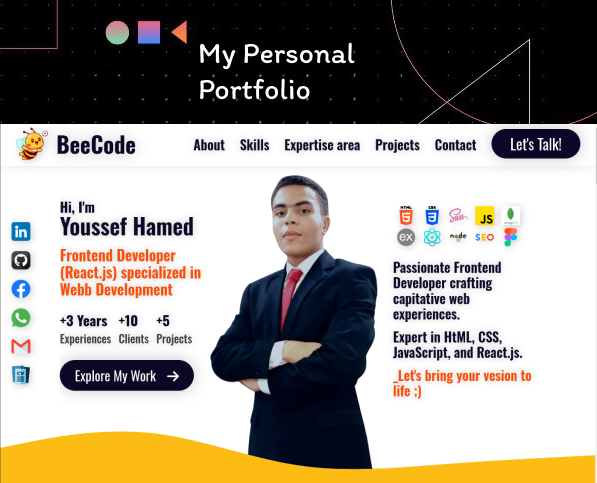 My Personal
Portfolio
BeeCode
About Skills Expertise area Projects Contact Let's Talk!
Hi, I'm
Youssef Hamed
Frontend Developer
(React.js) specialized in
Webb Development
+3 Years +10 +5
Experiences Clients Projects
Explore My Work →
in
CV
HTML CSS Sass JS
ex node SEO
Passionate Frontend
Developer crafting
capitative web
experiences.
Expert in HtML, CSS,
JavaScript, and React.js.
_Let's bring your vesion to
life ;)